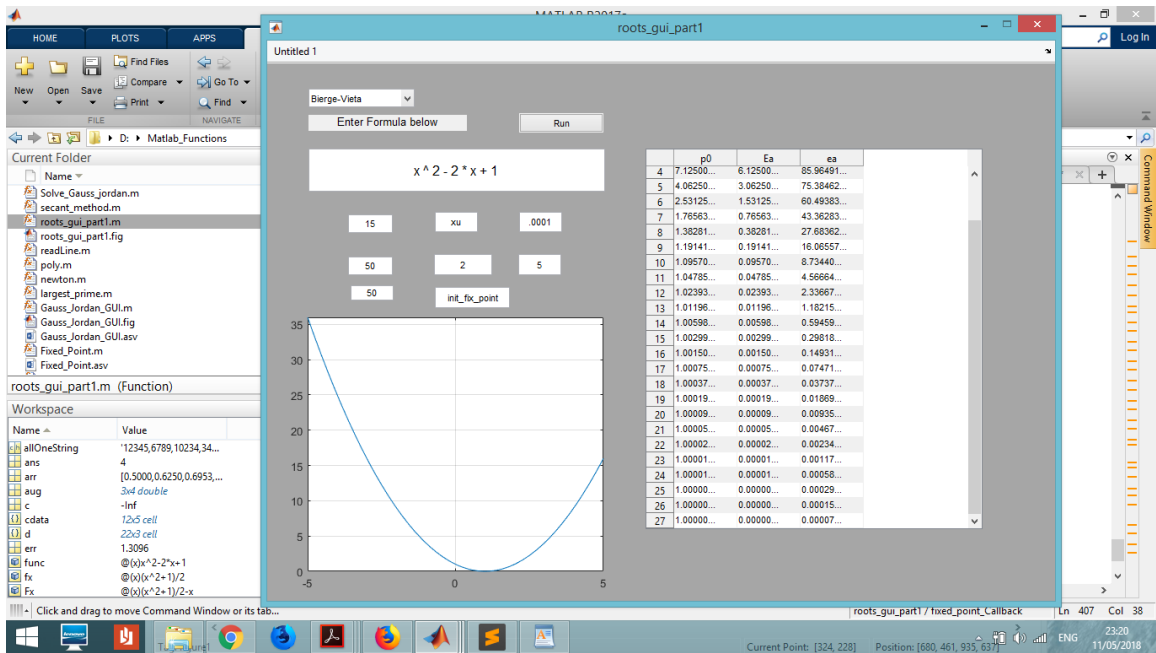 MATLAB R2017a
HOME PLOTS APPS
Log In
New Open Save
Find Files
Compare
Print
Go To
Find
FILE NAVIGATE
D: Matlab_Functions
Current Folder
Name
Solve_Gauss_jordan.m
secant_method.m
roots_gui_part1.m
roots_gui_part1.fig
readLine.m
poly.m
newton.m
largest_prime.m
Gauss_Jordan_GUI.m
Gauss_Jordan_GUI.fig
Gauss_Jordan_GUI.asv
Fixed_Point.m
Fixed_Point.asv
roots_gui_part1.m (Function)
Workspace
Name Value
allOneString '12345,6789,10234,34...
ans 4
arr [0.5000,0.6250,0.6953,...
aug 3x4 double
c -Inf
cdata 12x5 cell
d 22x3 cell
err 1.3096
func @(x)x^2-2*x+1
fx @(x)(x^2+1)/2
Fx @(x)(x^2+1)/2-x
roots_gui_part1
Untitled 1
Bierge-Vieta
Enter Formula below
Run
x ^ 2 - 2 * x + 1
15 xu .0001
50 2 5
50 init_fix_point
35
30
25
20
15
10
5
0
-5 0 5
p0 Ea ea
4 7.12500... 6.12500... 85.96491...
5 4.06250... 3.06250... 75.38462...
6 2.53125... 1.53125... 60.49383...
7 1.76563... 0.76563... 43.36283...
8 1.38281... 0.38281... 27.68362...
9 1.19141... 0.19141... 16.06557...
10 1.09570... 0.09570... 8.73440...
11 1.04785... 0.04785... 4.56664...
12 1.02393... 0.02393... 2.33667...
13 1.01196... 0.01196... 1.18215...
14 1.00598... 0.00598... 0.59459...
15 1.00299... 0.00299... 0.29818...
16 1.00150... 0.00150... 0.14931...
17 1.00075... 0.00075... 0.07471...
18 1.00037... 0.00037... 0.03737...
19 1.00019... 0.00019... 0.01869...
20 1.00009... 0.00009... 0.00935...
21 1.00005... 0.00005... 0.00467...
22 1.00002... 0.00002... 0.00234...
23 1.00001... 0.00001... 0.00117...
24 1.00001... 0.00001... 0.00058...
25 1.00000... 0.00000... 0.00029...
26 1.00000... 0.00000... 0.00015...
27 1.00000... 0.00000... 0.00007...
Command Window
Click and drag to move Command Window or its tab...
roots_gui_part1 / fixed_point_Callback
Ln 407 Col 38
Current Point: [324, 228] Position: [680, 461, 935, 637]
ENG
23:20
11/05/2018